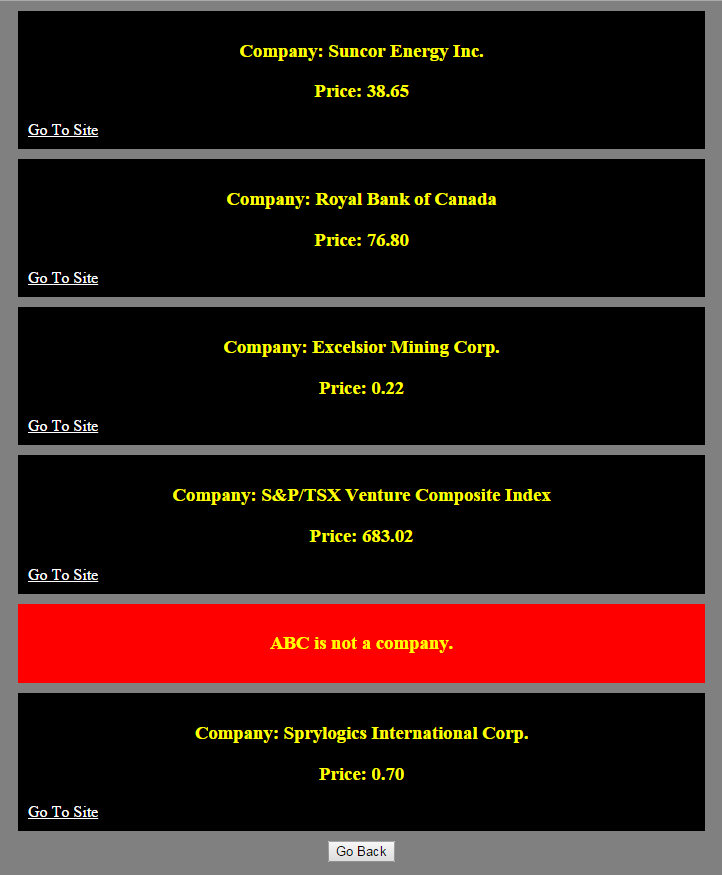 Company: Suncor Energy Inc.
Price: 38.65
Go To Site
Company: Royal Bank of Canada
Price: 76.80
Go To Site
Company: Excelsior Mining Corp.
Price: 0.22
Go To Site
Company: S&P/TSX Venture Composite Index
Price: 683.02
Go To Site
ABC is not a company.
Company: Sprylogics International Corp.
Price: 0.70
Go To Site
Go Back